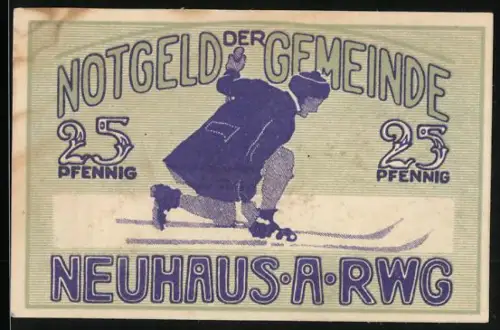 NOTGELD DER GEMEINDE
25 25
PFENNIG PFENNIG
NEUHAUS·A·RWG